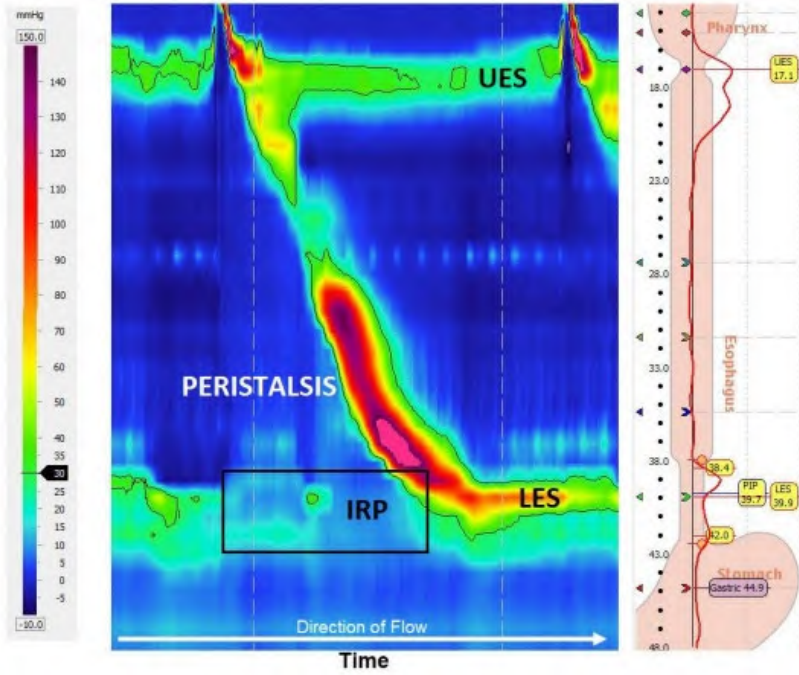 mmHg
150.0
140
130
120
110
100
90
80
70
60
50
40
35
30
25
20
15
10
5
0
-5
-10.0
UES
PERISTALSIS
IRP
LES
Direction of Flow
Time
Pharynx
UES
17.1
18.0
23.0
28.0
33.0
Esophagus
38.0
38.4
PIP
39.7
LES
39.9
42.0
43.0
Stomach
Gastric 44.9
48.0